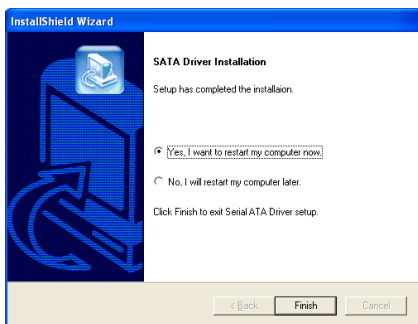 InstallShield Wizard
SATA Driver Installation
Setup has completed the installaion.
Yes, I want to restart my computer now.
No, I will restart my computer later.
Click Finish to exit Serial ATA Driver setup.
< Back Finish Cancel